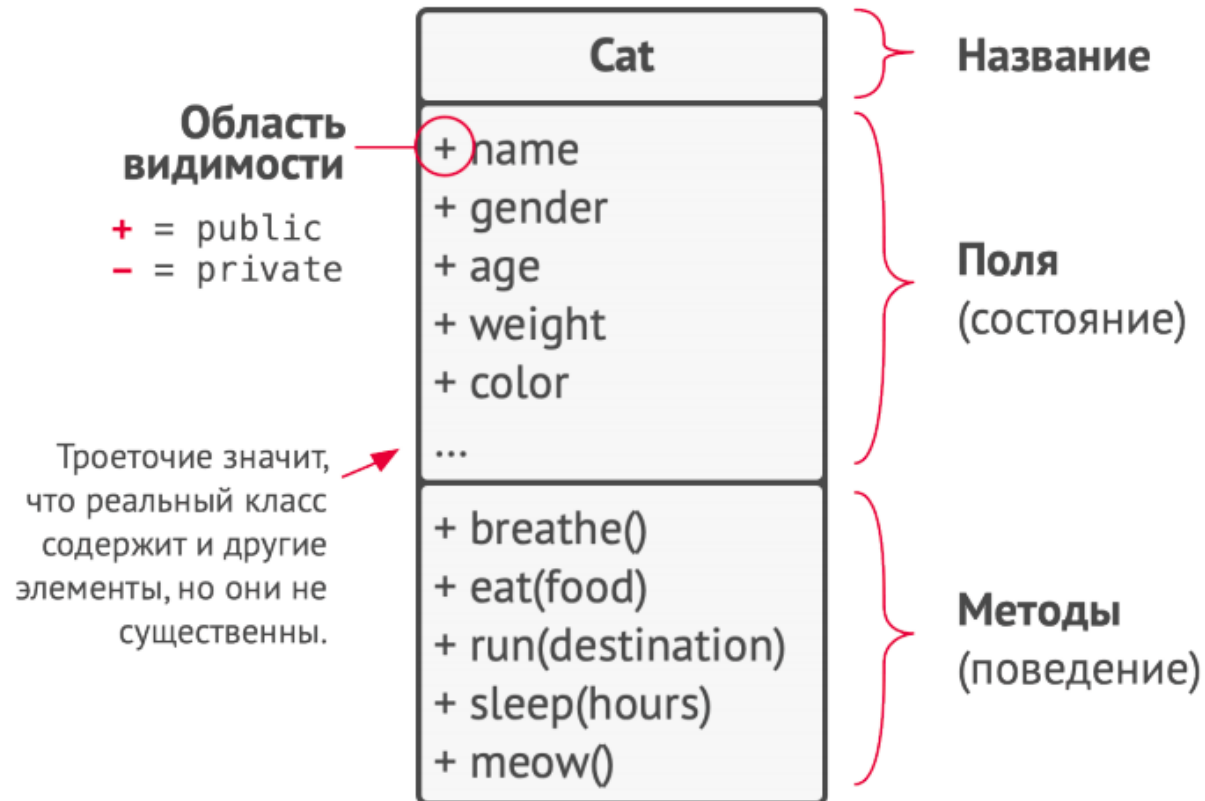 Cat
Название
Область
видимости
+ = public
− = private
+ name
+ gender
+ age
+ weight
+ color
...
Поля
(состояние)
Троеточие значит,
что реальный класс
содержит и другие
элементы, но они не
существенны.
+ breathe()
+ eat(food)
+ run(destination)
+ sleep(hours)
+ meow()
Методы
(поведение)